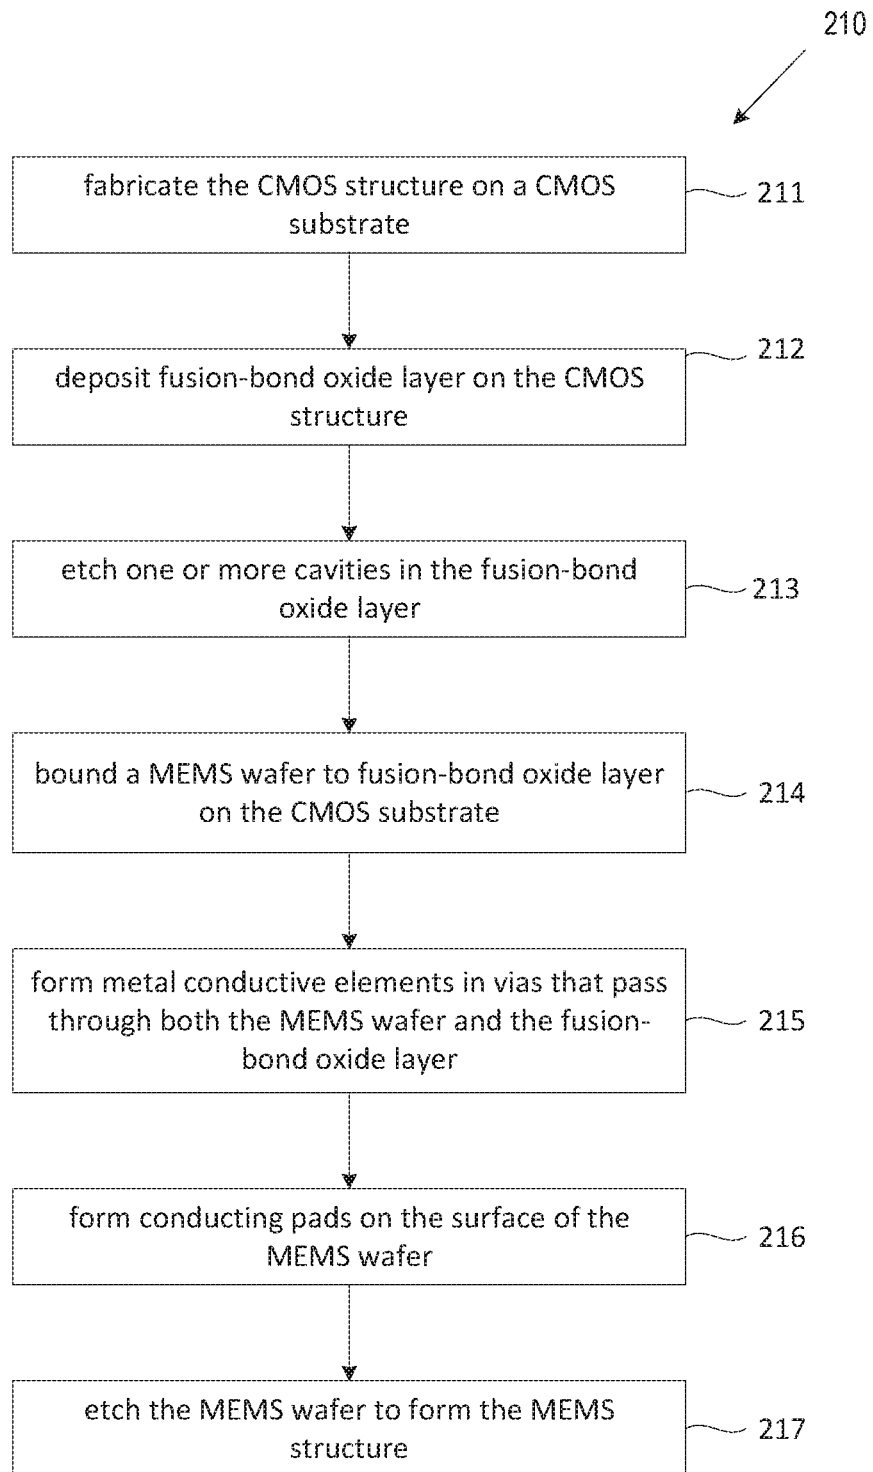 210
fabricate the CMOS structure on a CMOS
substrate
211
deposit fusion-bond oxide layer on the CMOS
structure
212
etch one or more cavities in the fusion-bond
oxide layer
213
bound a MEMS wafer to fusion-bond oxide layer
on the CMOS substrate
214
form metal conductive elements in vias that pass
through both the MEMS wafer and the fusion-
bond oxide layer
215
form conducting pads on the surface of the
MEMS wafer
216
etch the MEMS wafer to form the MEMS
structure
217